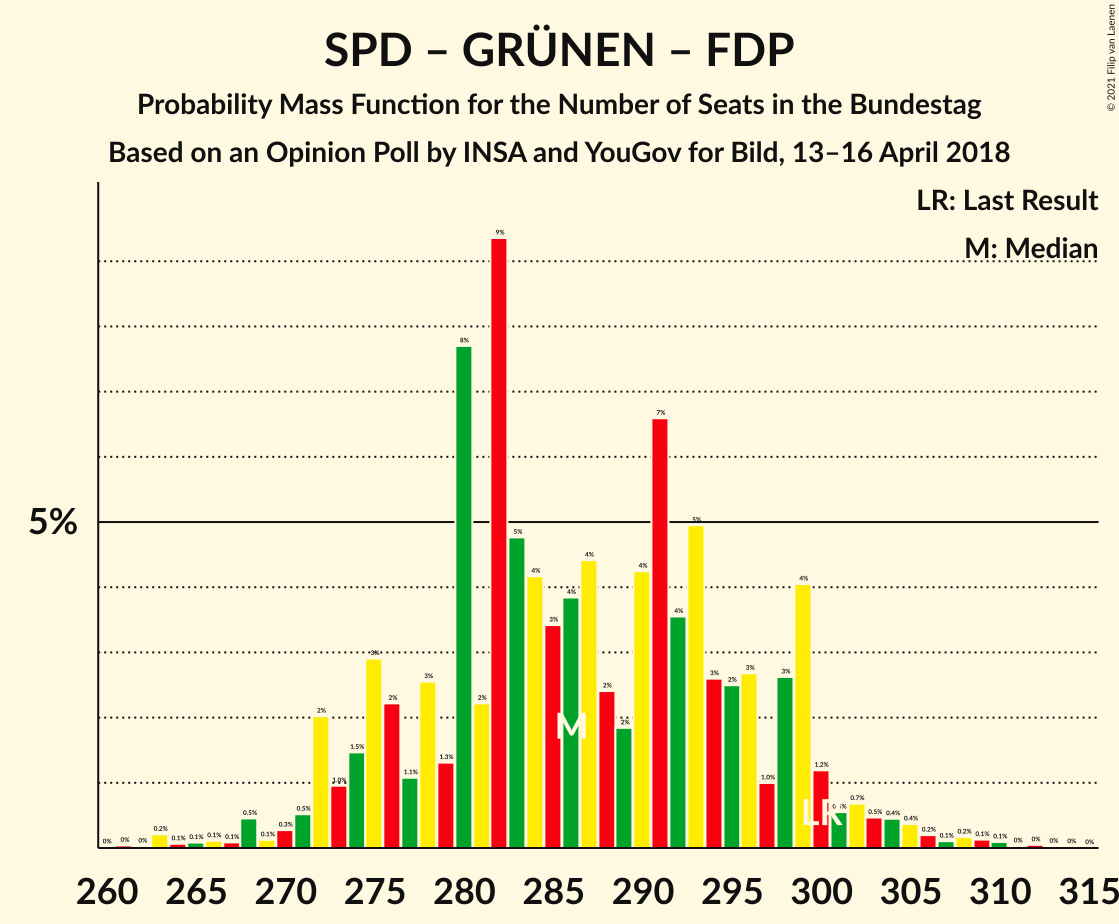 SPD – GRÜNEN – FDP
Probability Mass Function for the Number of Seats in the Bundestag
Based on an Opinion Poll by INSA and YouGov for Bild, 13–16 April 2018
© 2021 Filip van Laenen
LR: Last Result
M: Median
5%
0% 0% 0% 0.2% 0.1% 0.1% 0.1% 0.1% 0.5% 0.1% 0.3% 0.5% 2% 1.0% 1.5% 3% 2% 1.1% 3% 1.3% 8% 2% 9% 5% 4% 3% 4% 4% 2% 2% 4% 7% 4% 5% 3% 2% 3% 1.0% 3% 4% 1.2% 0.7% 0.5% 0.4% 0.4% 0.2% 0.1% 0.2% 0.1% 0.1% 0% 0% 0% 0% 0%
M
LR
260 265 270 275 280 285 290 295 300 305 310 315